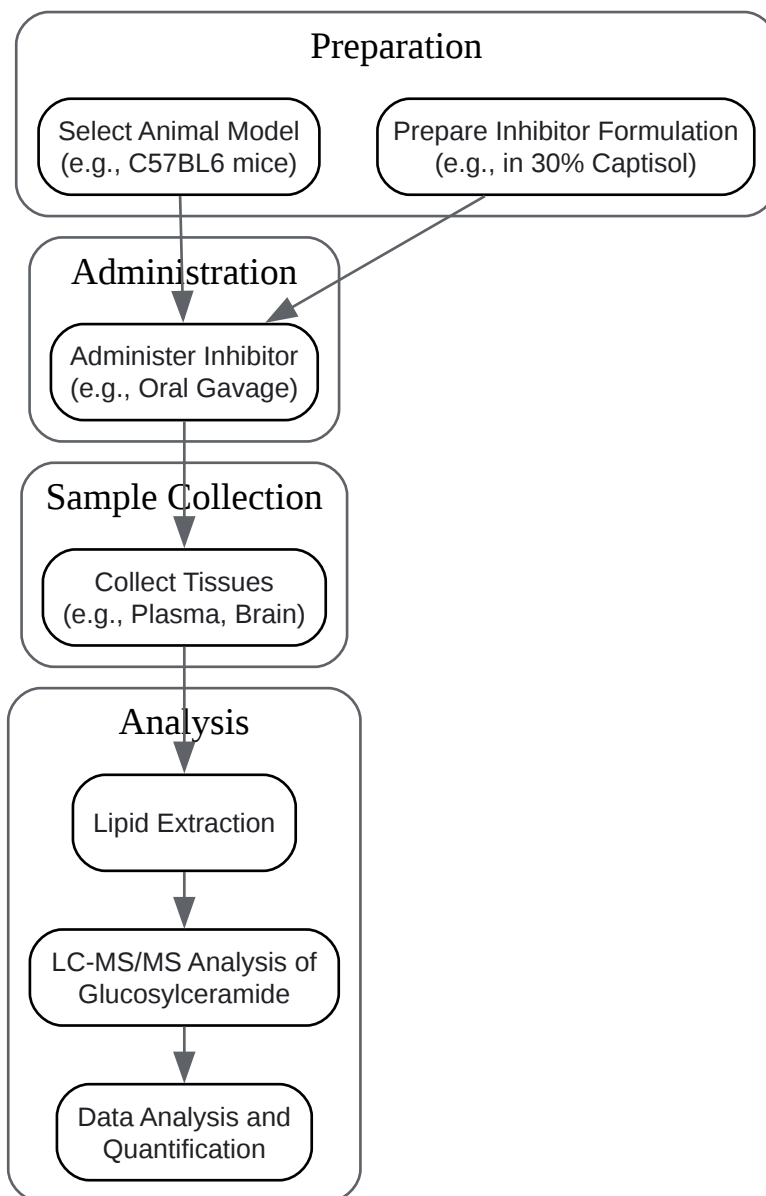 Preparation
Select Animal Model
(e.g., C57BL6 mice)
Prepare Inhibitor Formulation
(e.g., in 30% Captisol)
Administration
Administer Inhibitor
(e.g., Oral Gavage)
Sample Collection
Collect Tissues
(e.g., Plasma, Brain)
Analysis
Lipid Extraction
LC-MS/MS Analysis of
Glucosylceramide
Data Analysis and
Quantification